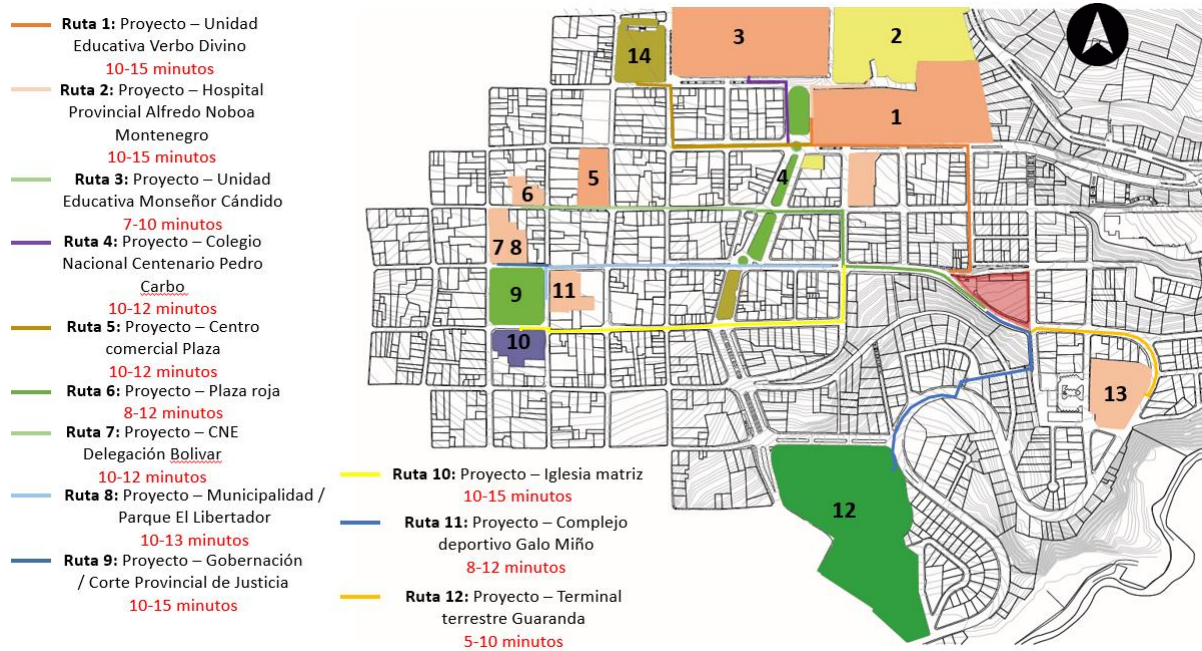 Ruta 1: Proyecto – Unidad
Educativa Verbo Divino
10-15 minutos
Ruta 2: Proyecto – Hospital
Provincial Alfredo Noboa
Montenegro
10-15 minutos
Ruta 3: Proyecto – Unidad
Educativa Monseñor Cándido
7-10 minutos
Ruta 4: Proyecto – Colegio
Nacional Centenario Pedro
Carbo
10-12 minutos
Ruta 5: Proyecto – Centro
comercial Plaza
10-12 minutos
Ruta 6: Proyecto – Plaza roja
8-12 minutos
Ruta 7: Proyecto – CNE
Delegación Bolivar
10-12 minutos
Ruta 8: Proyecto – Municipalidad /
Parque El Libertador
10-13 minutos
Ruta 9: Proyecto – Gobernación
/ Corte Provincial de Justicia
10-15 minutos
Ruta 10: Proyecto – Iglesia matriz
10-15 minutos
Ruta 11: Proyecto – Complejo
deportivo Galo Miño
8-12 minutos
Ruta 12: Proyecto – Terminal
terrestre Guaranda
5-10 minutos
14
3
2
1
4
5
6
7 8
9
11
10
13
12